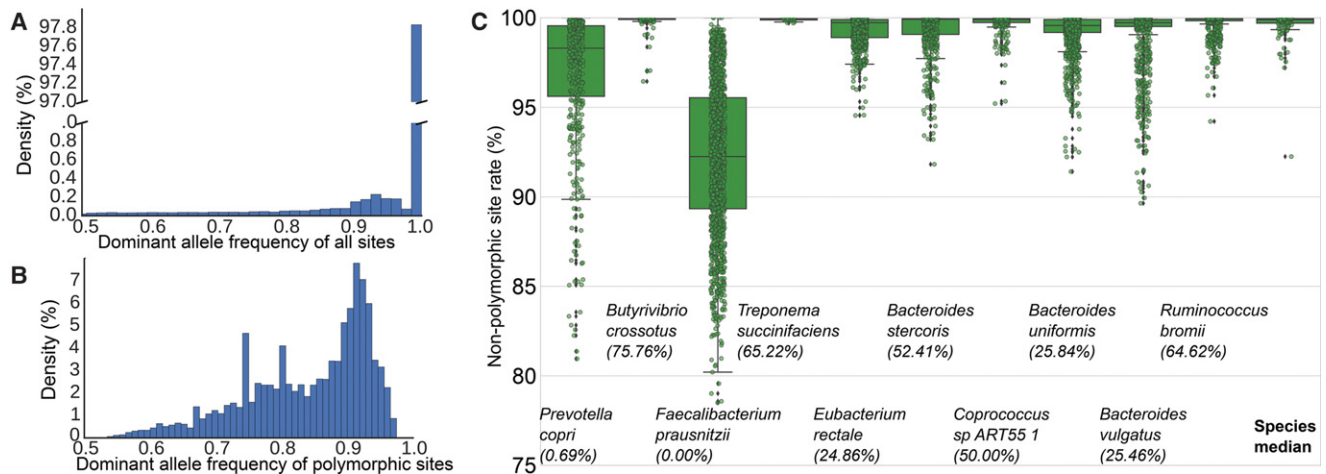 A
97.8
97.6
97.4
97.2
97.0
.0
0.8
0.6
0.4
0.2
0.0
Density (%)
0.5 0.6 0.7 0.8 0.9 1.0
Dominant allele frequency of all sites
B
7
6
5
4
3
2
1
0
Density (%)
0.5 0.6 0.7 0.8 0.9 1.0
Dominant allele frequency of polymorphic sites
C
100
95
90
85
80
75
Non-polymorphic site rate (%)
Butyrivibrio
crossotus
(75.76%)
Treponema
succinifaciens
(65.22%)
Bacteroides
stercoris
(52.41%)
Bacteroides
uniformis
(25.84%)
Ruminococcus
bromii
(64.62%)
Prevotella
copri
(0.69%)
Faecalibacterium
prausnitzii
(0.00%)
Eubacterium
rectale
(24.86%)
Coprococcus
sp ART55 1
(50.00%)
Bacteroides
vulgatus
(25.46%)
Species
median